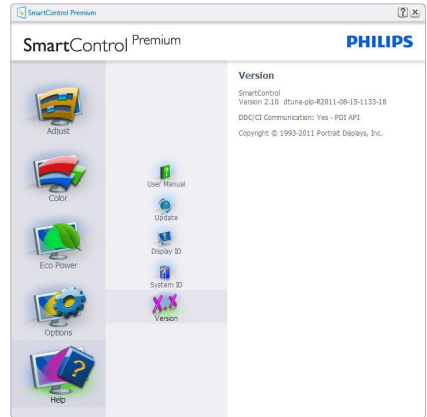 SmartControl Premium
SmartControl Premium
PHILIPS
Adjust
Color
Eco Power
Options
Help
User Manual
Update
Display ID
System ID
X.X
Version
Version
SmartControl
Version 2.10 dtune-plp-R2011-08-15-1133-18
DDC/CI Communication: Yes - PDI API
Copyright © 1993-2011 Portrait Displays, Inc.